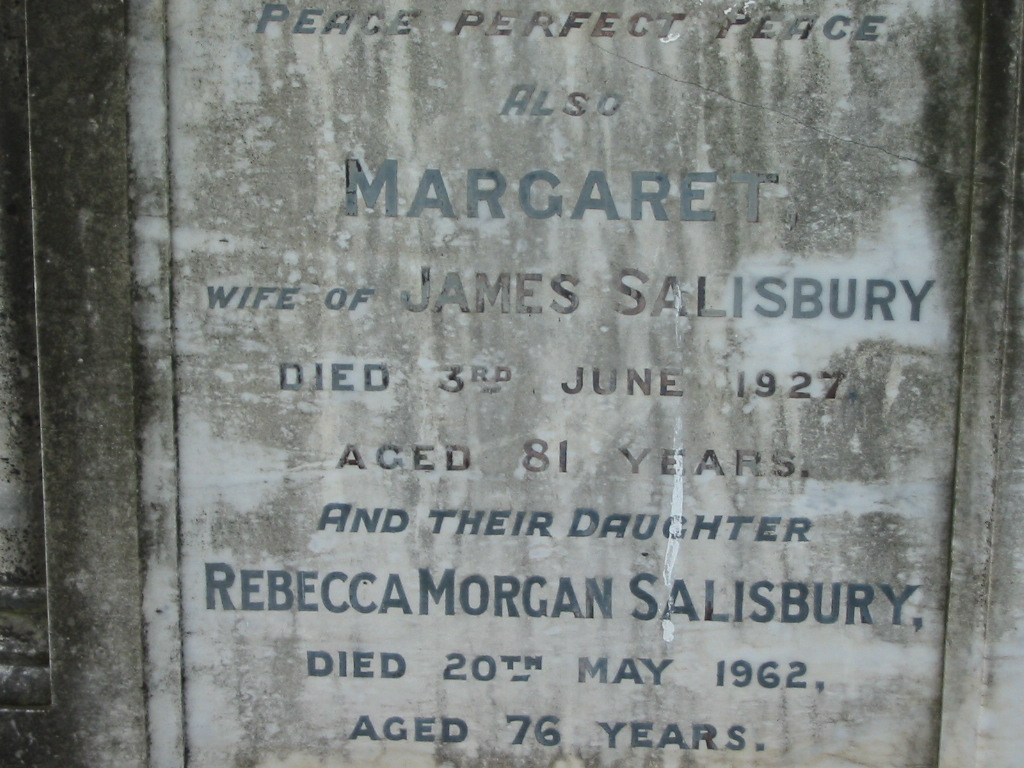 PEACE PERFECT PEACE.
ALSO
MARGARET,
WIFE OF JAMES SALISBURY
DIED 3RD JUNE 1927.
AGED 81 YEARS.
AND THEIR DAUGHTER
REBECCA MORGAN SALISBURY,
DIED 20TH MAY 1962,
AGED 76 YEARS.